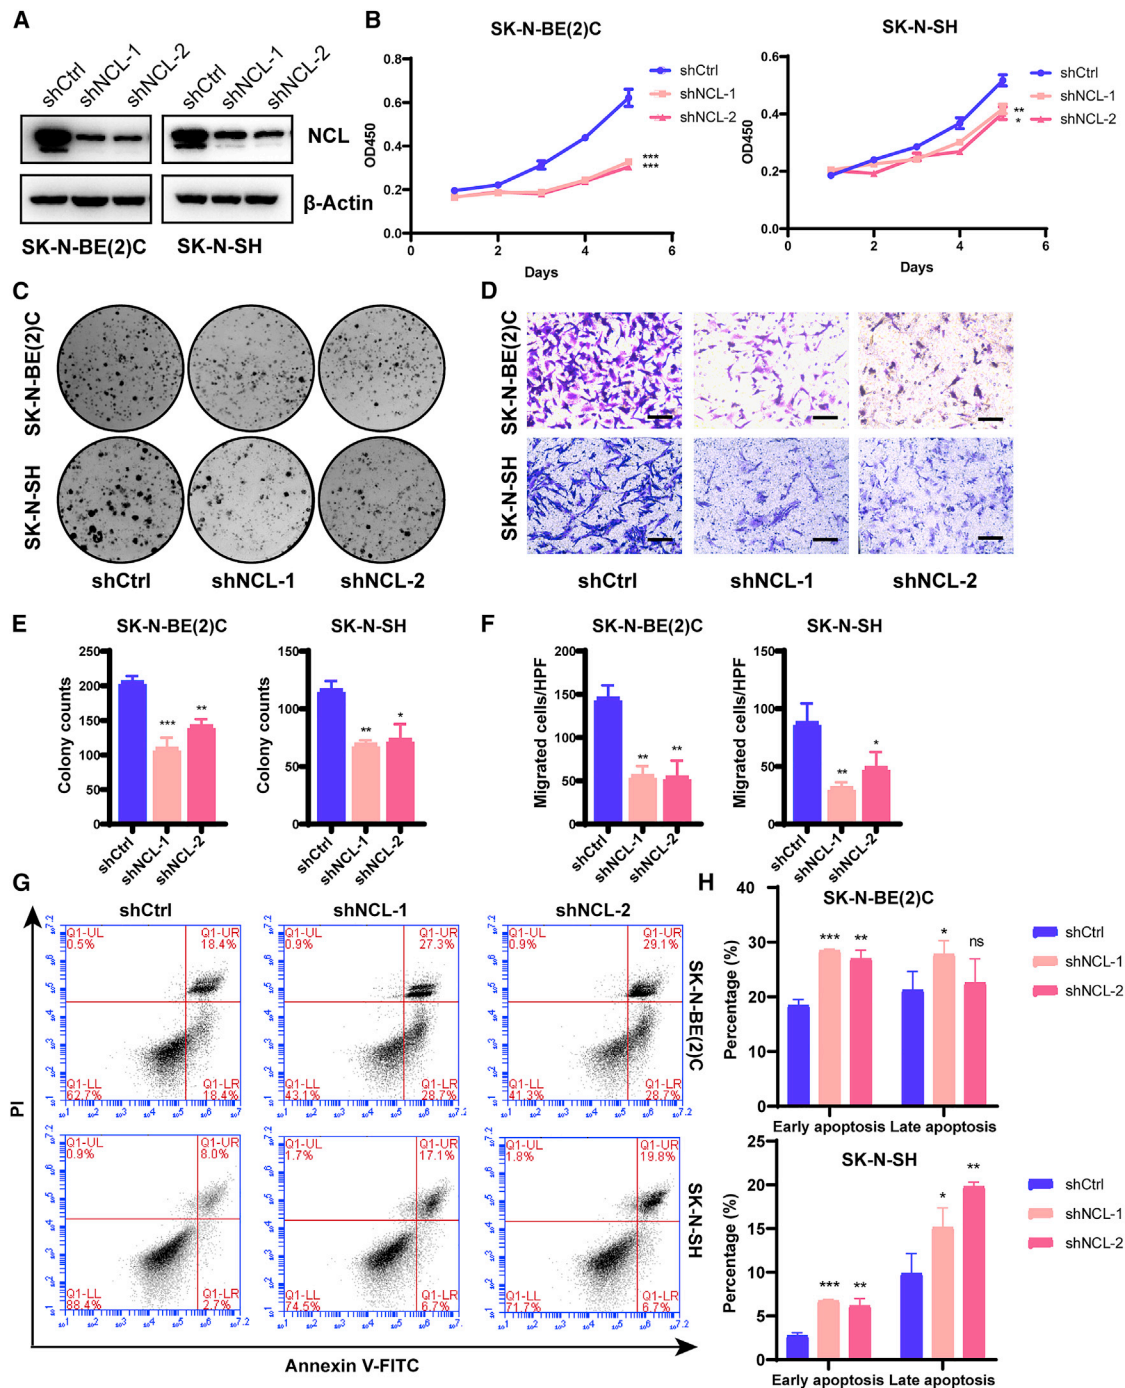 A
shCtrl
shNCL-1
shNCL-2
shCtrl
shNCL-1
shNCL-2
NCL
β-Actin
SK-N-BE(2)C
SK-N-SH
B
SK-N-BE(2)C
OD450
0.8
0.6
0.4
0.2
0.0
0
2
4
6
Days
shCtrl
shNCL-1
shNCL-2
***
***
SK-N-SH
OD450
0.6
0.4
0.2
0.0
0
2
4
6
Days
shCtrl
shNCL-1
shNCL-2
**
*
C
SK-N-BE(2)C
SK-N-SH
shCtrl
shNCL-1
shNCL-2
D
SK-N-BE(2)C
SK-N-SH
shCtrl
shNCL-1
shNCL-2
E
SK-N-BE(2)C
Colony counts
250
200
150
100
50
0
***
**
shCtrl
shNCL-1
shNCL-2
SK-N-SH
Colony counts
150
100
50
0
**
*
shCtrl
shNCL-1
shNCL-2
F
SK-N-BE(2)C
Migrated cells/HPF
200
150
100
50
0
**
**
shCtrl
shNCL-1
shNCL-2
SK-N-SH
Migrated cells/HPF
150
100
50
0
**
*
shCtrl
shNCL-1
shNCL-2
G
shCtrl
shNCL-1
shNCL-2
PI
Q1-UL
0.5%
Q1-UR
18.4%
Q1-LL
62.7%
Q1-LR
18.4%
Q1-UL
0.9%
Q1-UR
27.3%
Q1-LL
43.1%
Q1-LR
28.7%
Q1-UL
0.9%
Q1-UR
29.1%
Q1-LL
41.3%
Q1-LR
28.7%
SK-N-BE(2)C
Q1-UL
0.9%
Q1-UR
8.0%
Q1-LL
88.4%
Q1-LR
2.7%
Q1-UL
1.7%
Q1-UR
17.1%
Q1-LL
74.5%
Q1-LR
6.7%
Q1-UL
1.8%
Q1-UR
19.8%
Q1-LL
71.7%
Q1-LR
6.7%
SK-N-SH
Annexin V-FITC
H
SK-N-BE(2)C
Percentage (%)
40
30
20
10
0
***
**
*
ns
Early apoptosis
Late apoptosis
shCtrl
shNCL-1
shNCL-2
SK-N-SH
Percentage (%)
25
20
15
10
5
0
***
**
*
**
Early apoptosis
Late apoptosis
shCtrl
shNCL-1
shNCL-2